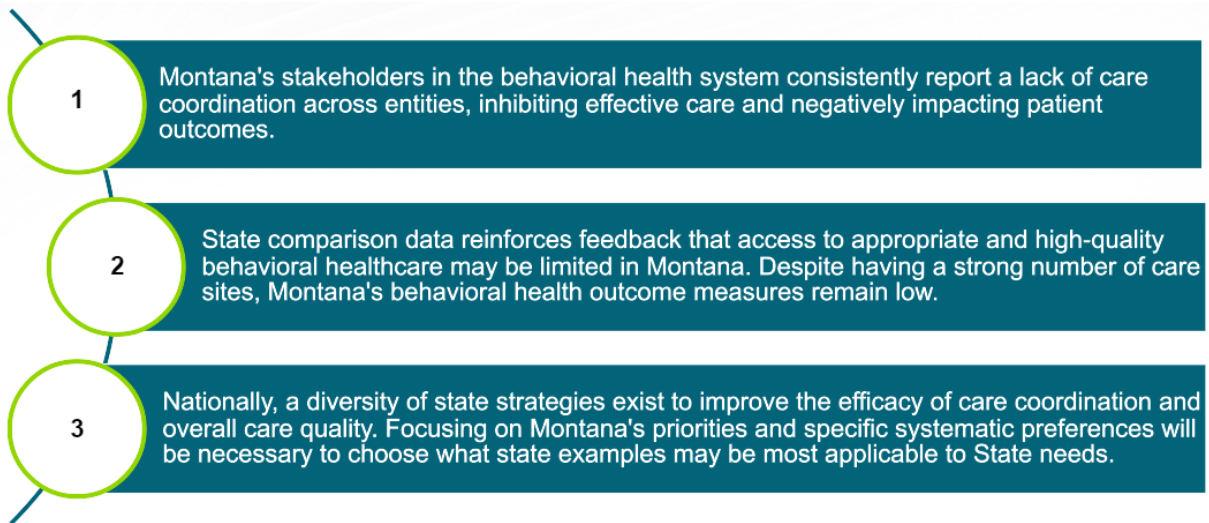 1
Montana's stakeholders in the behavioral health system consistently report a lack of care
coordination across entities, inhibiting effective care and negatively impacting patient
outcomes.
2
State comparison data reinforces feedback that access to appropriate and high-quality
behavioral healthcare may be limited in Montana. Despite having a strong number of care
sites, Montana's behavioral health outcome measures remain low.
3
Nationally, a diversity of state strategies exist to improve the efficacy of care coordination and
overall care quality. Focusing on Montana's priorities and specific systematic preferences will
be necessary to choose what state examples may be most applicable to State needs.